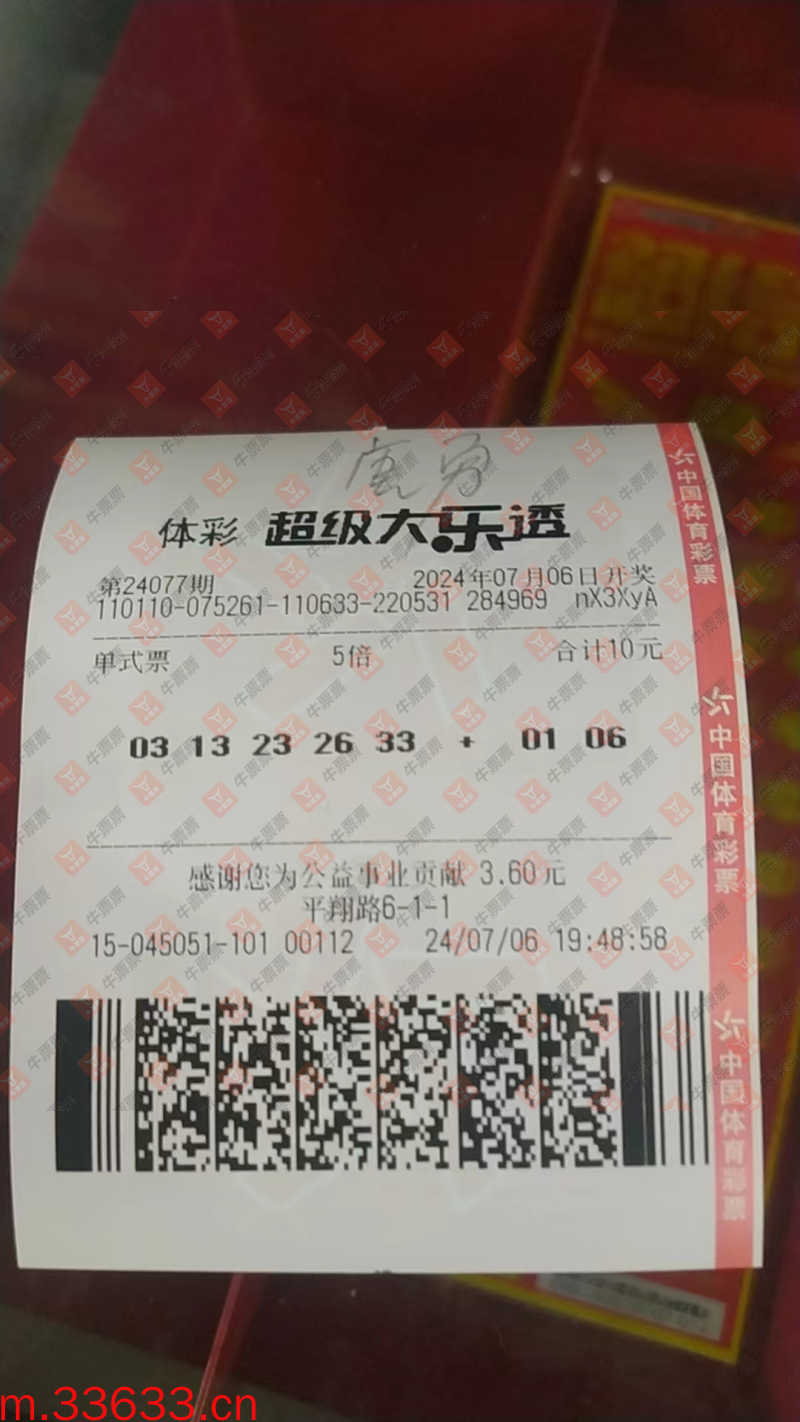 体彩 超级大乐透
第24077期 2024年07月06日开奖
110110-075261-110633-220531 284969 nX3XyA
单式票 5倍 合计10元
03 13 23 26 33 + 01 06
感谢您为公益事业贡献 3.60元
平翔路6-1-1
15-045051-101 00112 24/07/06 19:48:58
中国体育彩票
中国体育彩票
中国体育彩票
牛票票
m.33633.cn